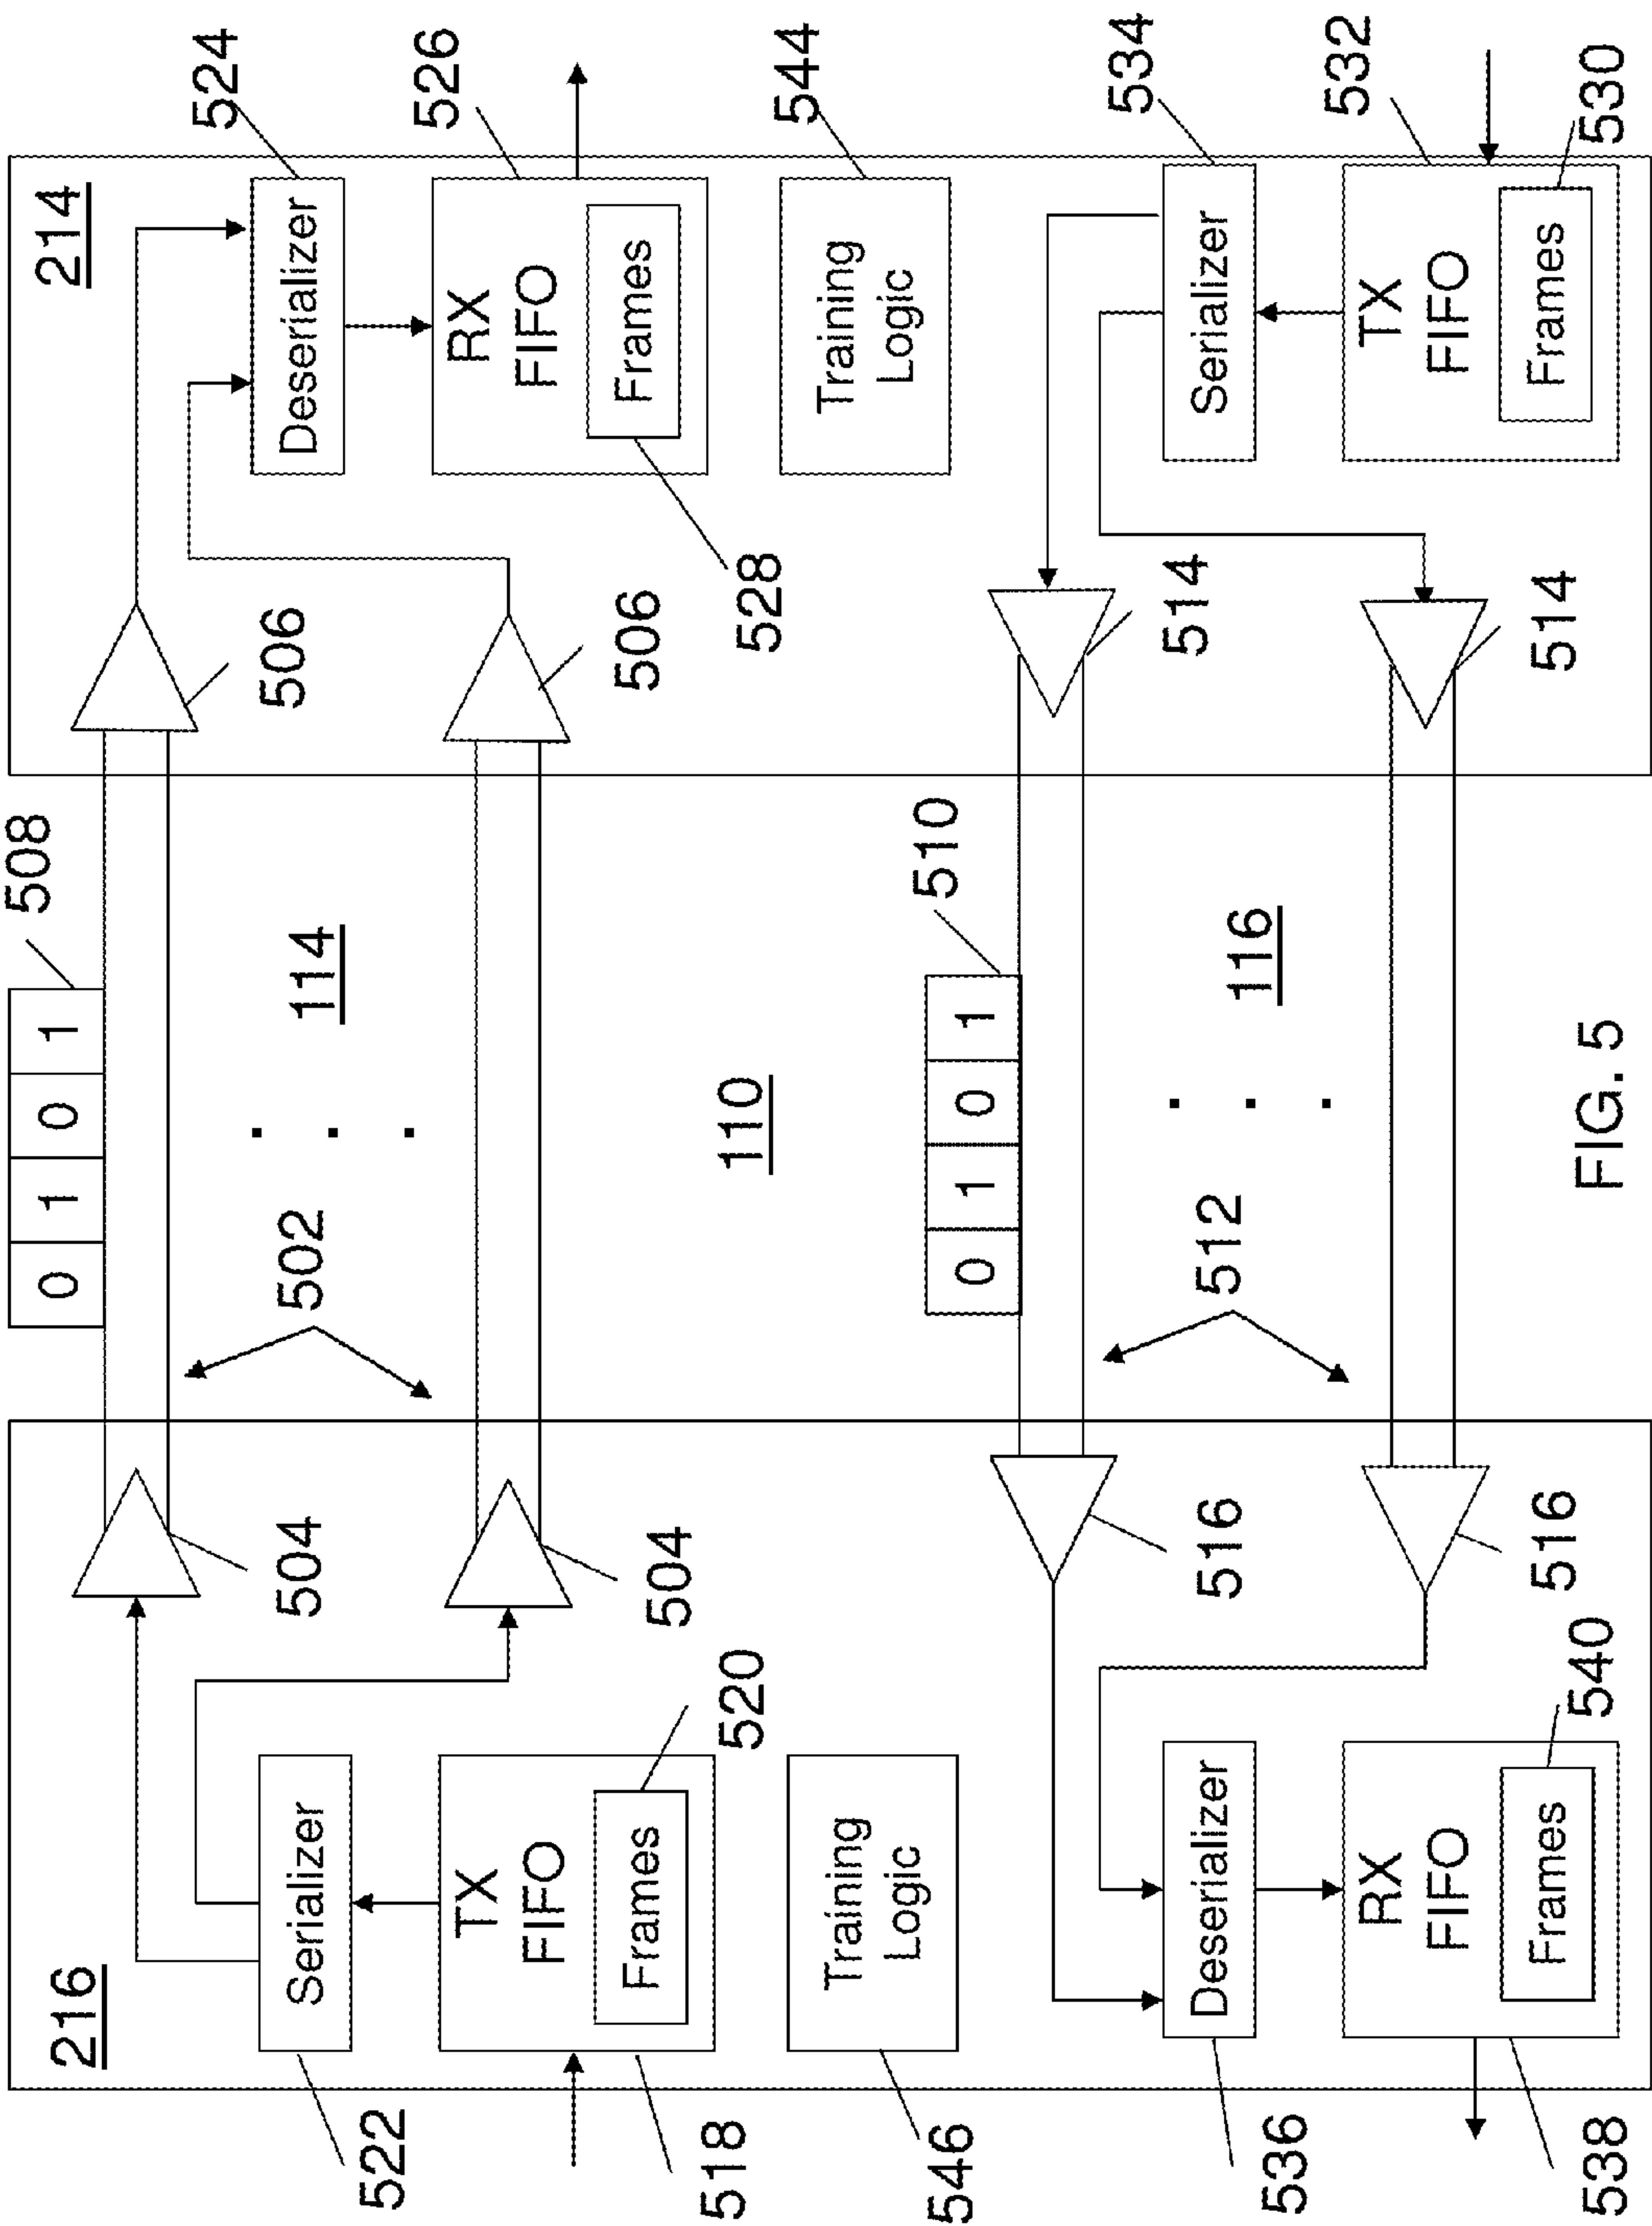 216
522
Serializer
518
TX
FIFO
Frames
520
546
Training
Logic
536
Deserializer
538
RX
FIFO
Frames
540
504
504
516
516
0 1 0 1
508
502
114
110
0 1 0 1
510
512
116
214
506
506
524
Deserializer
526
RX
FIFO
Frames
528
544
Training
Logic
534
Serializer
532
TX
FIFO
Frames
530
514
514
FIG. 5